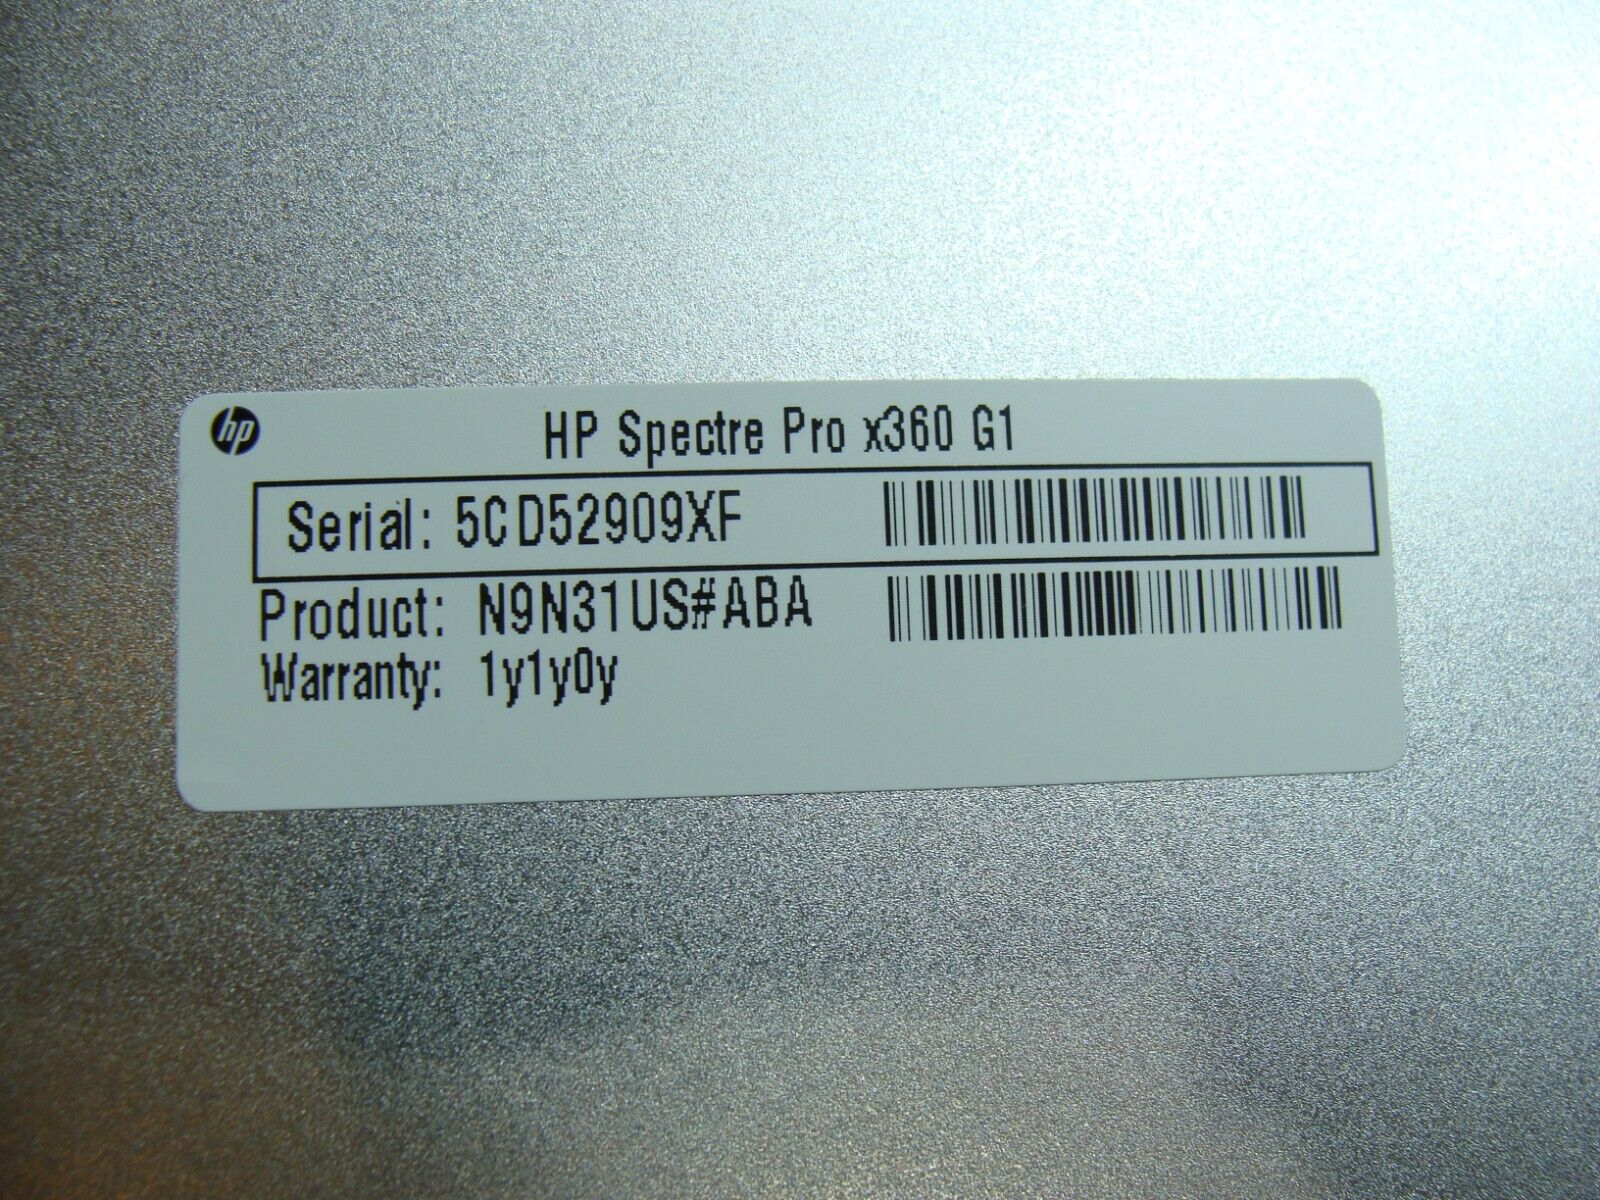 hp
HP Spectre Pro x360 G1
Serial: 5CD52909XF
Product: N9N31US#ABA
Warranty: 1y1y0y